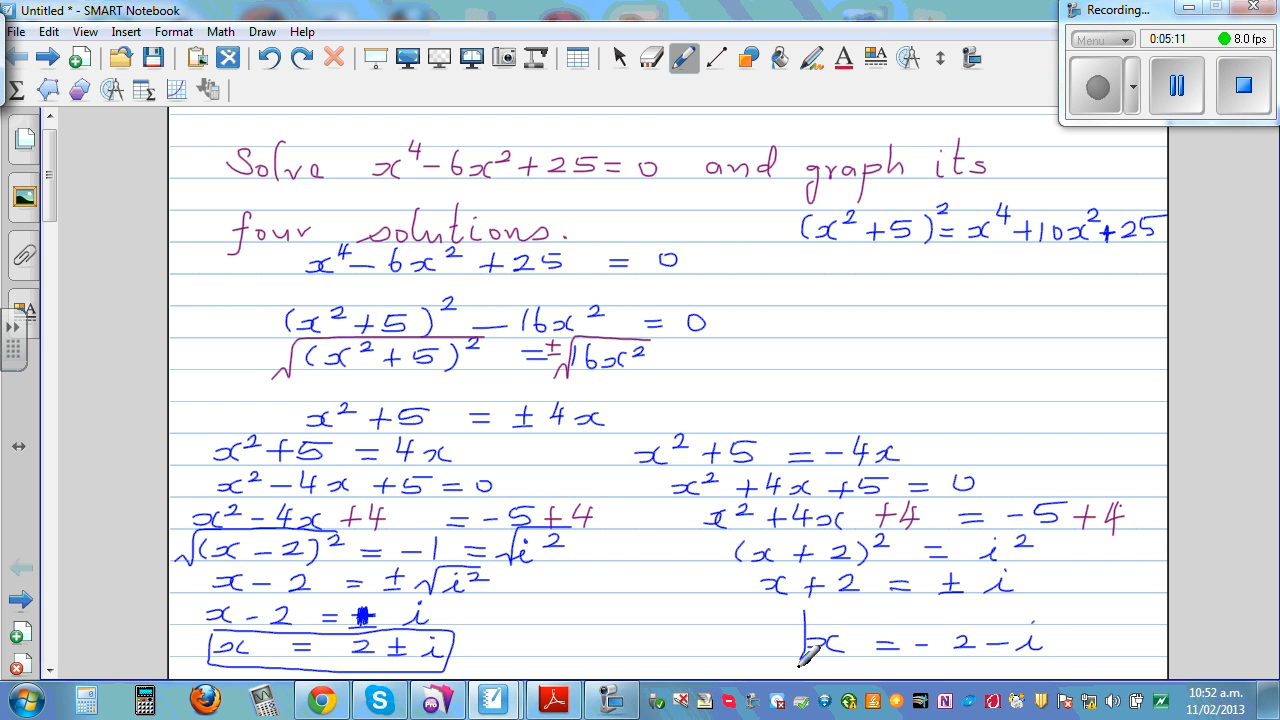 Untitled * - SMART Notebook
Recording...
File Edit View Insert Format Math Draw Help
Menu
0:05:11
8.0 fps
Solve x⁴-6x²+25=0 and graph its
four solutions.
(x²+5)²=x⁴+10x²+25
x⁴-6x²+25 = 0
(x²+5)²-16x² = 0
√(x²+5)² = ±√16x²
x²+5 = ±4x
x²+5 = 4x
x²+5 = -4x
x²-4x+5=0
x²+4x+5=0
x²-4x+4 = -5+4
x²+4x+4 = -5+4
√(x-2)² = -1 = √i²
(x+2)² = i²
x-2 = ±√i²
x+2 = ± i
x-2 = ± i
x = 2 ± i
x = -2-i
10:52 a.m.
11/02/2013